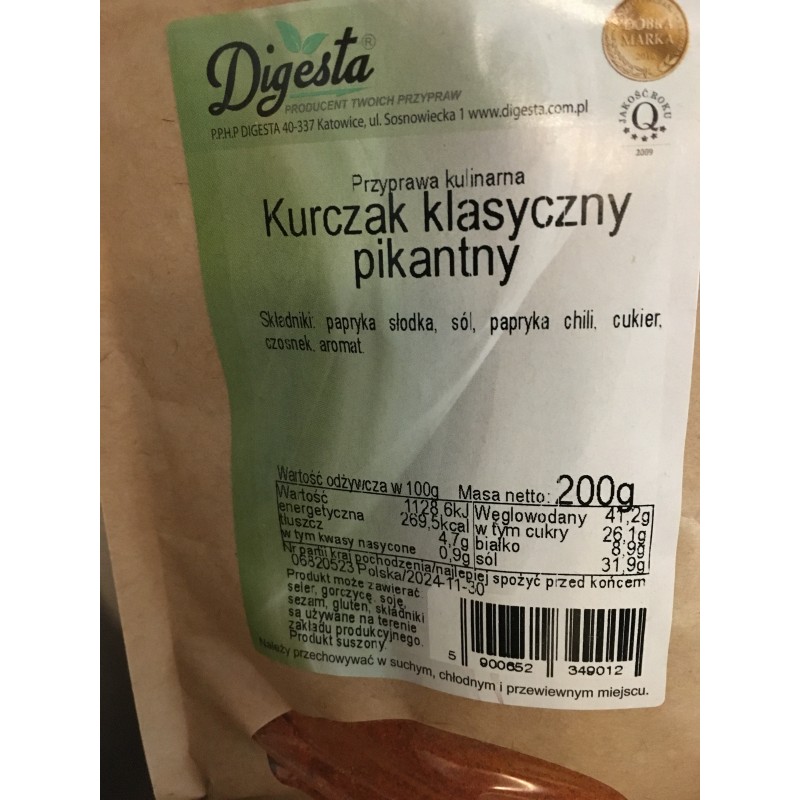 Digesta®
PRODUCENT TWOICH PRZYPRAW
P.P.H.P DIGESTA 40-337 Katowice, ul. Sosnowiecka 1 www.digesta.com.pl
DOBRA
MARKA
JAKOŚĆ ROKU
Q
2009
Przyprawa kulinarna
Kurczak klasyczny
pikantny
Składniki: papryka słodka, sól, papryka chili, cukier,
czosnek, aromat
Wartość odżywcza w 100g Masa netto: 200g
Wartość
energetyczna 1128,6kJ
269,5kcal
tłuszcz 4,7g
w tym kwasy nasycone 0,9g
Węglowodany 41,2g
w tym cukry 26,1g
białko 8,9g
sól 31,9g
Nr partii kraj pochodzenia/najlepiej spożyć przed końcem
06820523 Polska/2024-11-30
Produkt może zawierać
seler, gorczycę, soję,
sezam, gluten, składniki
są używane na terenie
zakładu produkcyjnego.
Produkt suszony.
5 900652 349012
Należy przechowywać w suchym, chłodnym i przewiewnym miejscu.